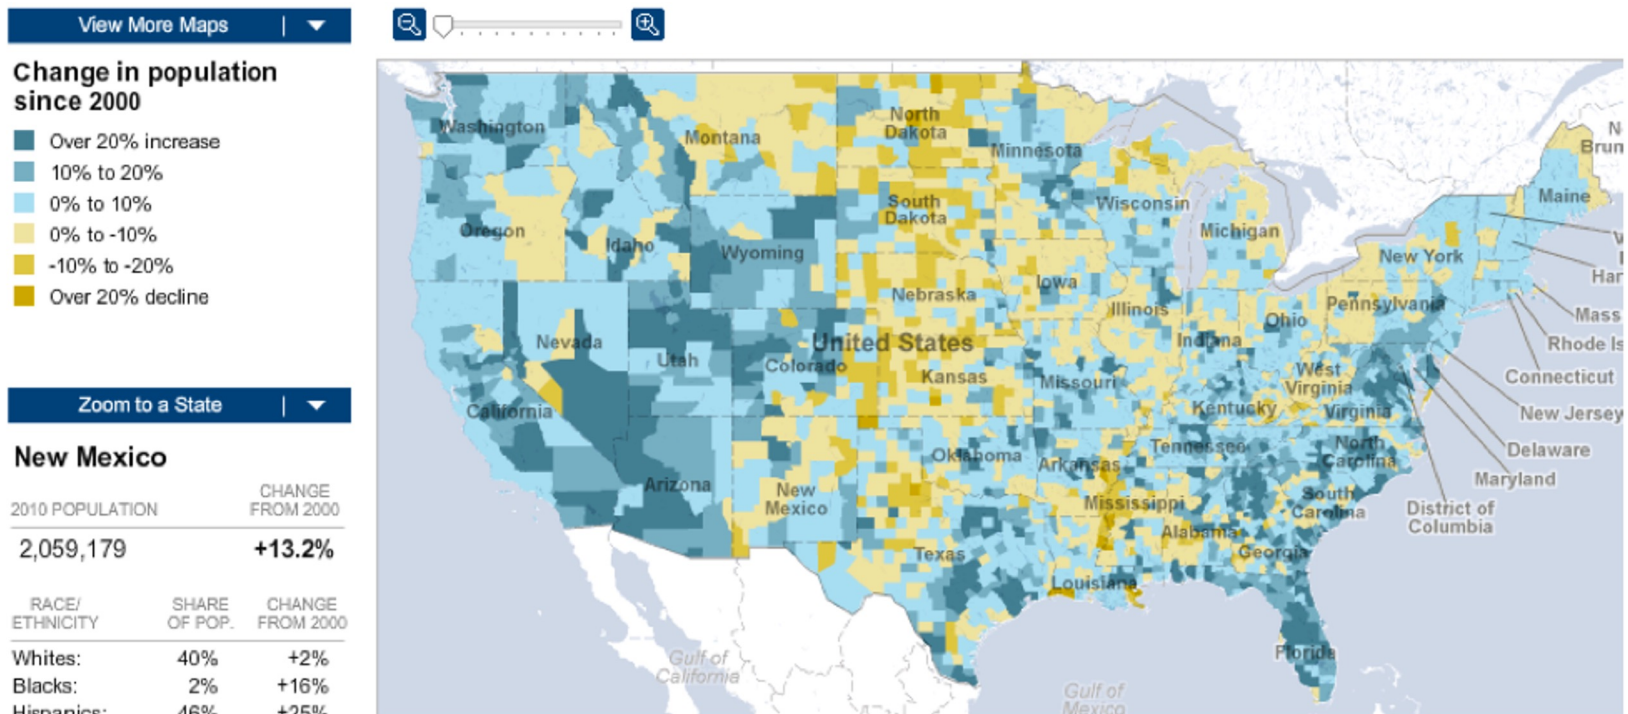 View More Maps
Change in population
since 2000
Over 20% increase
10% to 20%
0% to 10%
0% to -10%
-10% to -20%
Over 20% decline
Zoom to a State
New Mexico
2010 POPULATION
CHANGE
FROM 2000
2,059,179
+13.2%
RACE/
ETHNICITY
SHARE
OF POP.
CHANGE
FROM 2000
Whites: 40% +2%
Blacks: 2% +16%
Hispanics: 46% +25%
Washington
Montana
North
Dakota
Minnesota
Oregon
Idaho
Wyoming
South
Dakota
Wisconsin
Michigan
Maine
New York
Nebraska
Iowa
Illinois
Indiana
Ohio
Pennsylvania
Nevada
Utah
Colorado
United States
Kansas
Missouri
West
Virginia
Kentucky
Virginia
California
Arizona
New
Mexico
Oklahoma
Arkansas
Tennessee
North
Carolina
Mississippi
South
Carolina
Alabama
Georgia
Texas
Louisiana
Florida
Mass
Rhode Is
Connecticut
New Jersey
Delaware
Maryland
District of
Columbia
N
Brun
Har
Gulf of
California
Gulf of
Mexico